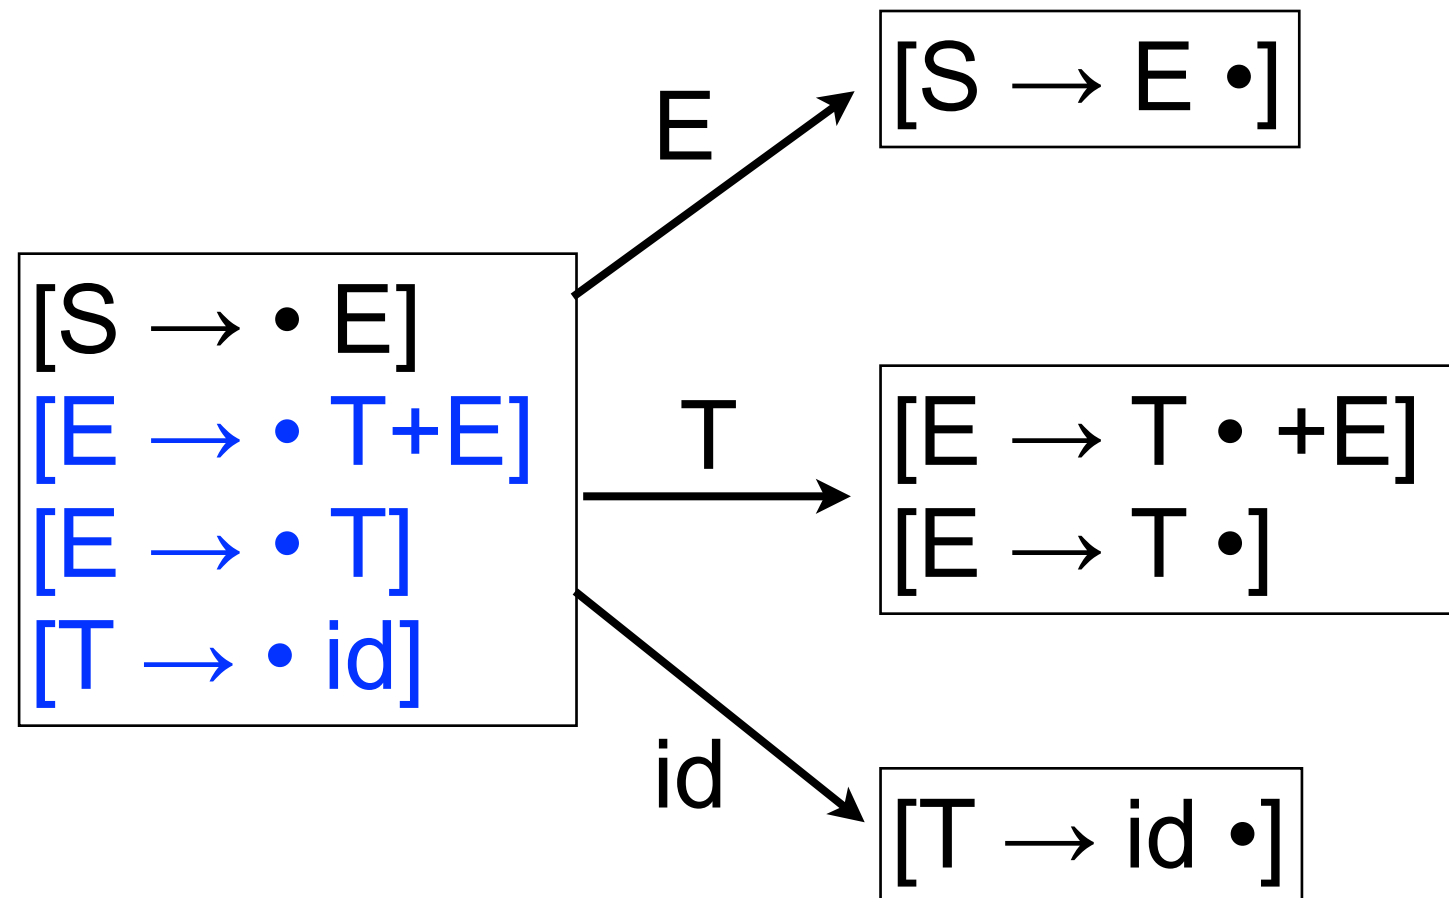 [S → E •]
E
[S → • E]
[E → • T+E]
[E → • T]
[T → • id]
T
[E → T • +E]
[E → T •]
id
[T → id •]